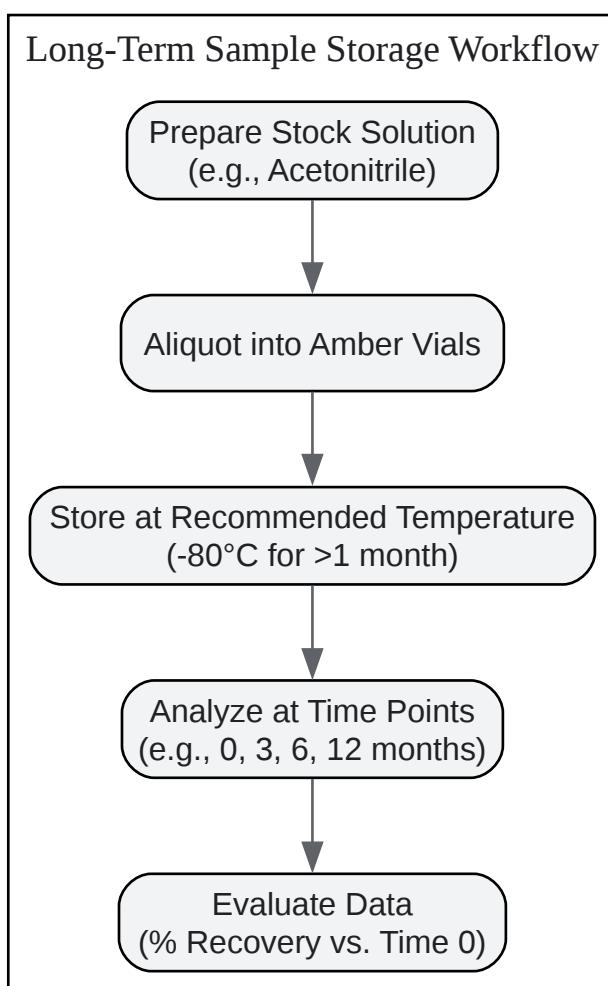 Long-Term Sample Storage Workflow
Prepare Stock Solution
(e.g., Acetonitrile)
Aliquot into Amber Vials
Store at Recommended Temperature
(-80°C for >1 month)
Analyze at Time Points
(e.g., 0, 3, 6, 12 months)
Evaluate Data
(% Recovery vs. Time 0)